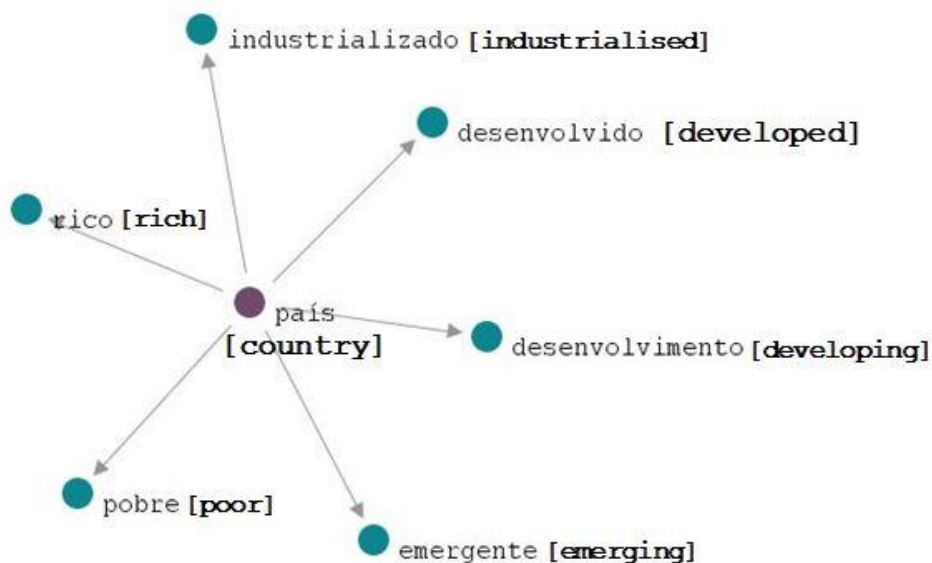 industrializado [industrialised]
desenvolvido [developed]
rico [rich]
país
[country]
desenvolvimento [developing]
pobre [poor]
emergente [emerging]